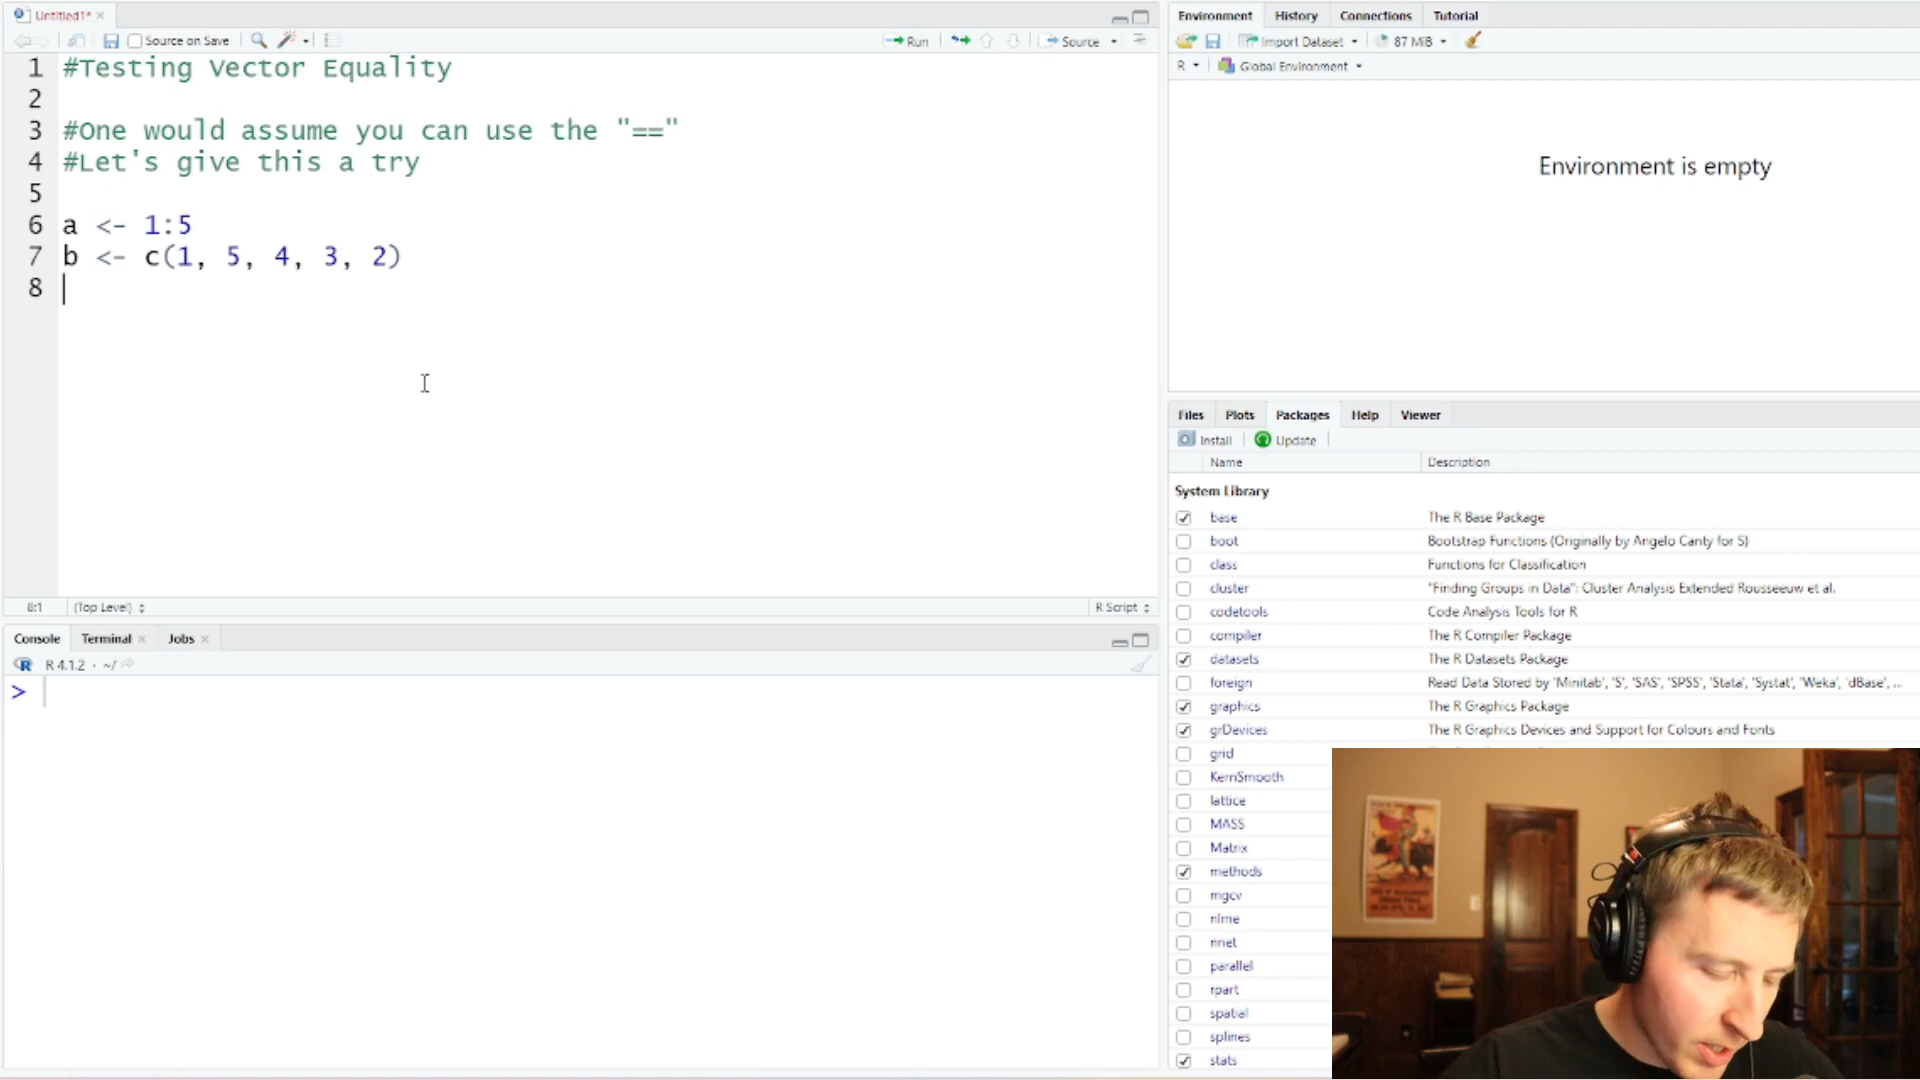 Untitled1*
Source on Save
Run
Source
1 #Testing Vector Equality
2
3 #One would assume you can use the "=="
4 #Let's give this a try
5
6 a <- 1:5
7 b <- c(1, 5, 4, 3, 2)
8
8:1 (Top Level) R Script
Console Terminal Jobs
R 4.1.2 · ~/
>
Environment History Connections Tutorial
Import Dataset 87 MiB
R Global Environment
Environment is empty
Files Plots Packages Help Viewer
Install Update
Name Description
System Library
base The R Base Package
boot Bootstrap Functions (Originally by Angelo Canty for S)
class Functions for Classification
cluster "Finding Groups in Data": Cluster Analysis Extended Rousseeuw et al.
codetools Code Analysis Tools for R
compiler The R Compiler Package
datasets The R Datasets Package
foreign Read Data Stored by 'Minitab', 'S', 'SAS', 'SPSS', 'Stata', 'Systat', 'Weka', 'dBase', ...
graphics The R Graphics Package
grDevices The R Graphics Devices and Support for Colours and Fonts
grid
KernSmooth
lattice
MASS
Matrix
methods
mgcv
nlme
nnet
parallel
rpart
spatial
splines
stats